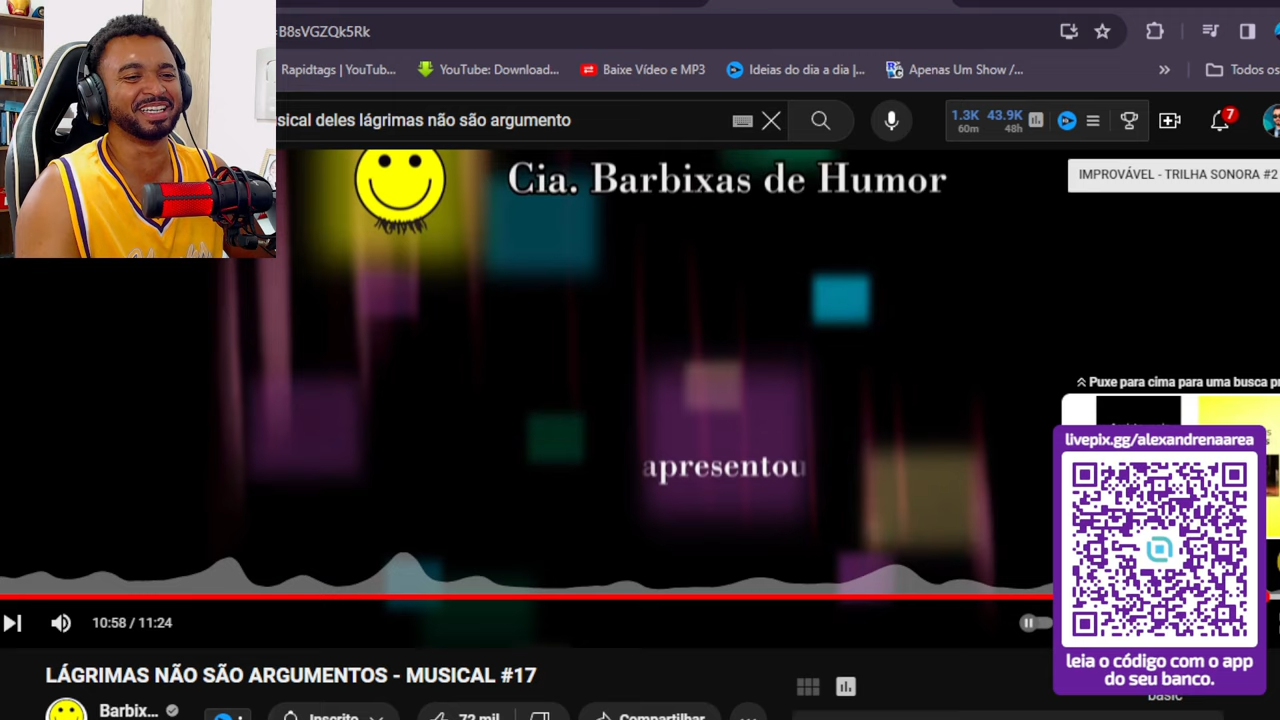 B8sVGZQk5Rk
Rapidtags | YouTub...
YouTube: Download...
Baixe Vídeo e MP3
Ideias do dia a dia |...
Apenas Um Show /...
»
Todos os
sical deles lágrimas não são argumento
1.3K 43.9K
60m 48h
7
Cia. Barbixas de Humor
IMPROVÁVEL - TRILHA SONORA #2
apresentou
Puxe para cima para uma busca
livepix.gg/alexandrenaarea
leia o código com o app
do seu banco.
10:58 / 11:24
LÁGRIMAS NÃO SÃO ARGUMENTOS - MUSICAL #17
Barbix...
Inscrito
72 mil
Compartilhar